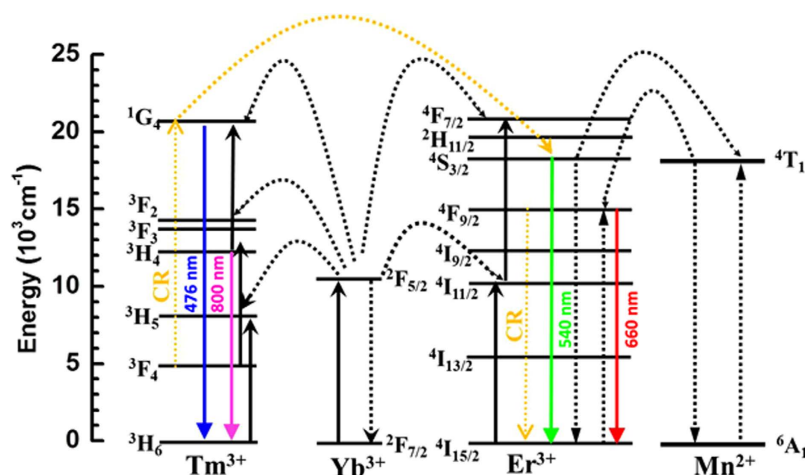 Energy (10³cm⁻¹)
25
20
15
10
5
0
¹G₄
³F₂
³F₃
³H₄
³H₅
³F₄
³H₆
CR
476 nm
800 nm
Tm³⁺
²F₅/₂
²F₇/₂
Yb³⁺
⁴F₇/₂
²H₁₁/₂
⁴S₃/₂
⁴F₉/₂
⁴I₉/₂
⁴I₁₁/₂
⁴I₁₃/₂
⁴I₁₅/₂
CR
540 nm
660 nm
Er³⁺
⁴T₁
⁶A₁
Mn²⁺